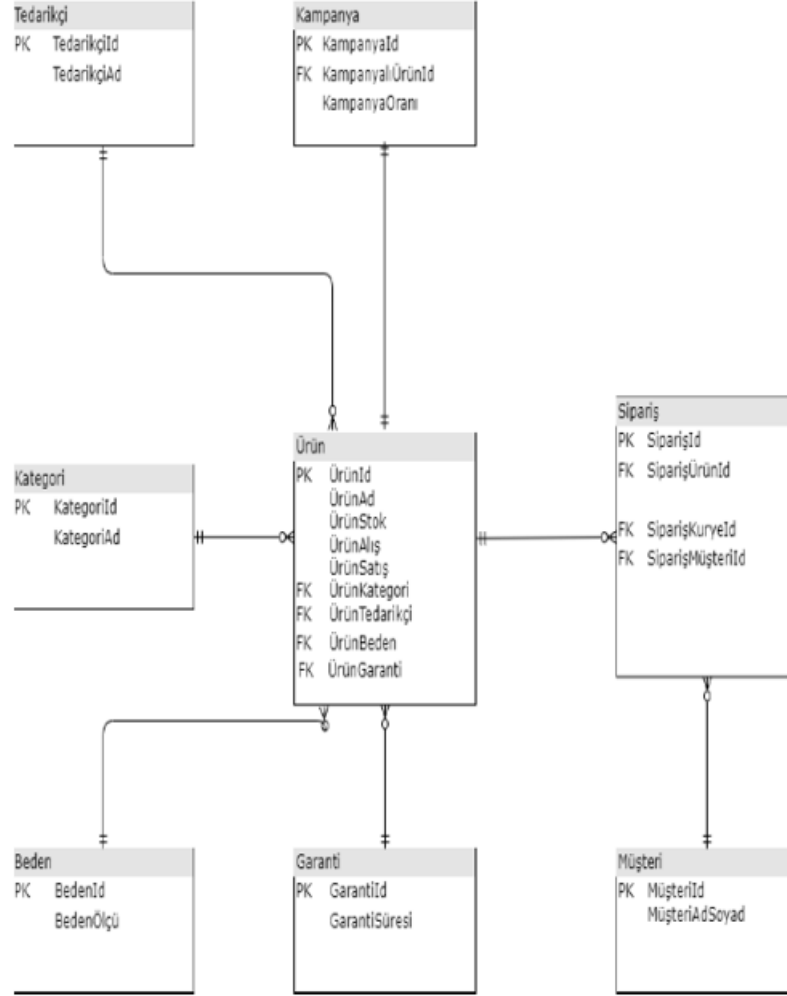 Tedarikçi
PK TedarikçiId
TedarikçiAd
Kampanya
PK KampanyaId
FK KampanyalıÜrünId
KampanyaOranı
Kategori
PK KategoriId
KategoriAd
Ürün
PK ÜrünId
ÜrünAd
ÜrünStok
ÜrünAlış
ÜrünSatış
FK ÜrünKategori
FK ÜrünTedarikçi
FK ÜrünBeden
FK ÜrünGaranti
Sipariş
PK SiparişId
FK SiparişÜrünId
FK SiparişKuryeId
FK SiparişMüşteriId
Beden
PK BedenId
BedenÖlçü
Garanti
PK GarantiId
GarantiSüresi
Müşteri
PK MüşteriId
MüşteriAdSoyad